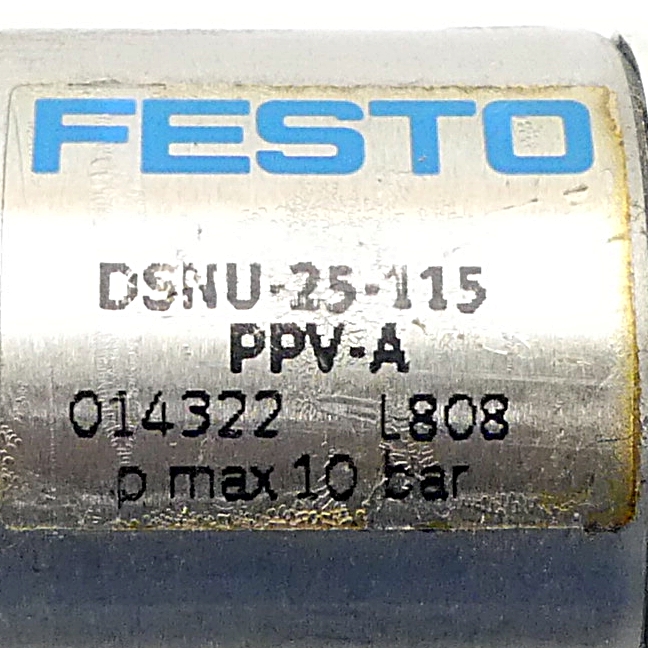 FESTO
DSNU-25-115
PPV-A
014322 L808
p max 10 bar